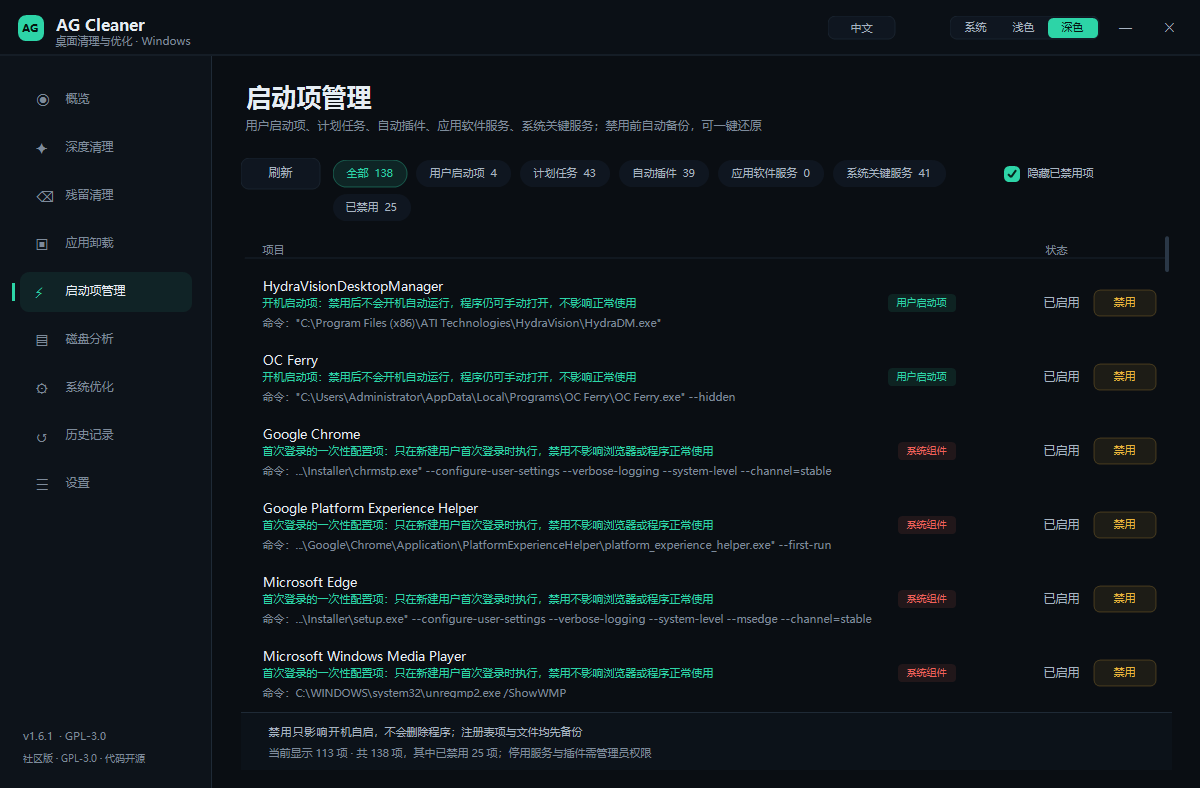 AG
AG Cleaner
桌面清理与优化 · Windows
中文
系统 浅色 深色
概览
深度清理
残留清理
应用卸载
启动项管理
磁盘分析
系统优化
历史记录
设置
v1.6.1 · GPL-3.0
社区版 · GPL-3.0 · 代码开源
启动项管理
用户启动项、计划任务、自动插件、应用软件服务、系统关键服务；禁用前自动备份，可一键还原
刷新 全部 138 用户启动项 4 计划任务 43 自动插件 39 应用软件服务 0 系统关键服务 41 隐藏已禁用项
已禁用 25
项目 状态
HydraVisionDesktopManager
开机启动项：禁用后不会开机自动运行，程序仍可手动打开，不影响正常使用 用户启动项 已启用 禁用
命令："C:\Program Files (x86)\ATI Technologies\HydraVision\HydraDM.exe"
OC Ferry
开机启动项：禁用后不会开机自动运行，程序仍可手动打开，不影响正常使用 用户启动项 已启用 禁用
命令："C:\Users\Administrator\AppData\Local\Programs\OC Ferry\OC Ferry.exe" --hidden
Google Chrome
首次登录的一次性配置项：只在新建用户首次登录时执行，禁用不影响浏览器或程序正常使用 系统组件 已启用 禁用
命令：...\Installer\chrmstp.exe" --configure-user-settings --verbose-logging --system-level --channel=stable
Google Platform Experience Helper
首次登录的一次性配置项：只在新建用户首次登录时执行，禁用不影响浏览器或程序正常使用 系统组件 已启用 禁用
命令：...\Google\Chrome\Application\PlatformExperienceHelper\platform_experience_helper.exe" --first-run
Microsoft Edge
首次登录的一次性配置项：只在新建用户首次登录时执行，禁用不影响浏览器或程序正常使用 系统组件 已启用 禁用
命令：...\Installer\setup.exe" --configure-user-settings --verbose-logging --system-level --msedge --channel=stable
Microsoft Windows Media Player
首次登录的一次性配置项：只在新建用户首次登录时执行，禁用不影响浏览器或程序正常使用 系统组件 已启用 禁用
命令：C:\WINDOWS\system32\unregmp2.exe /ShowWMP
禁用只影响开机自启，不会删除程序；注册表项与文件均先备份
当前显示 113 项 · 共 138 项，其中已禁用 25 项；停用服务与插件需管理员权限